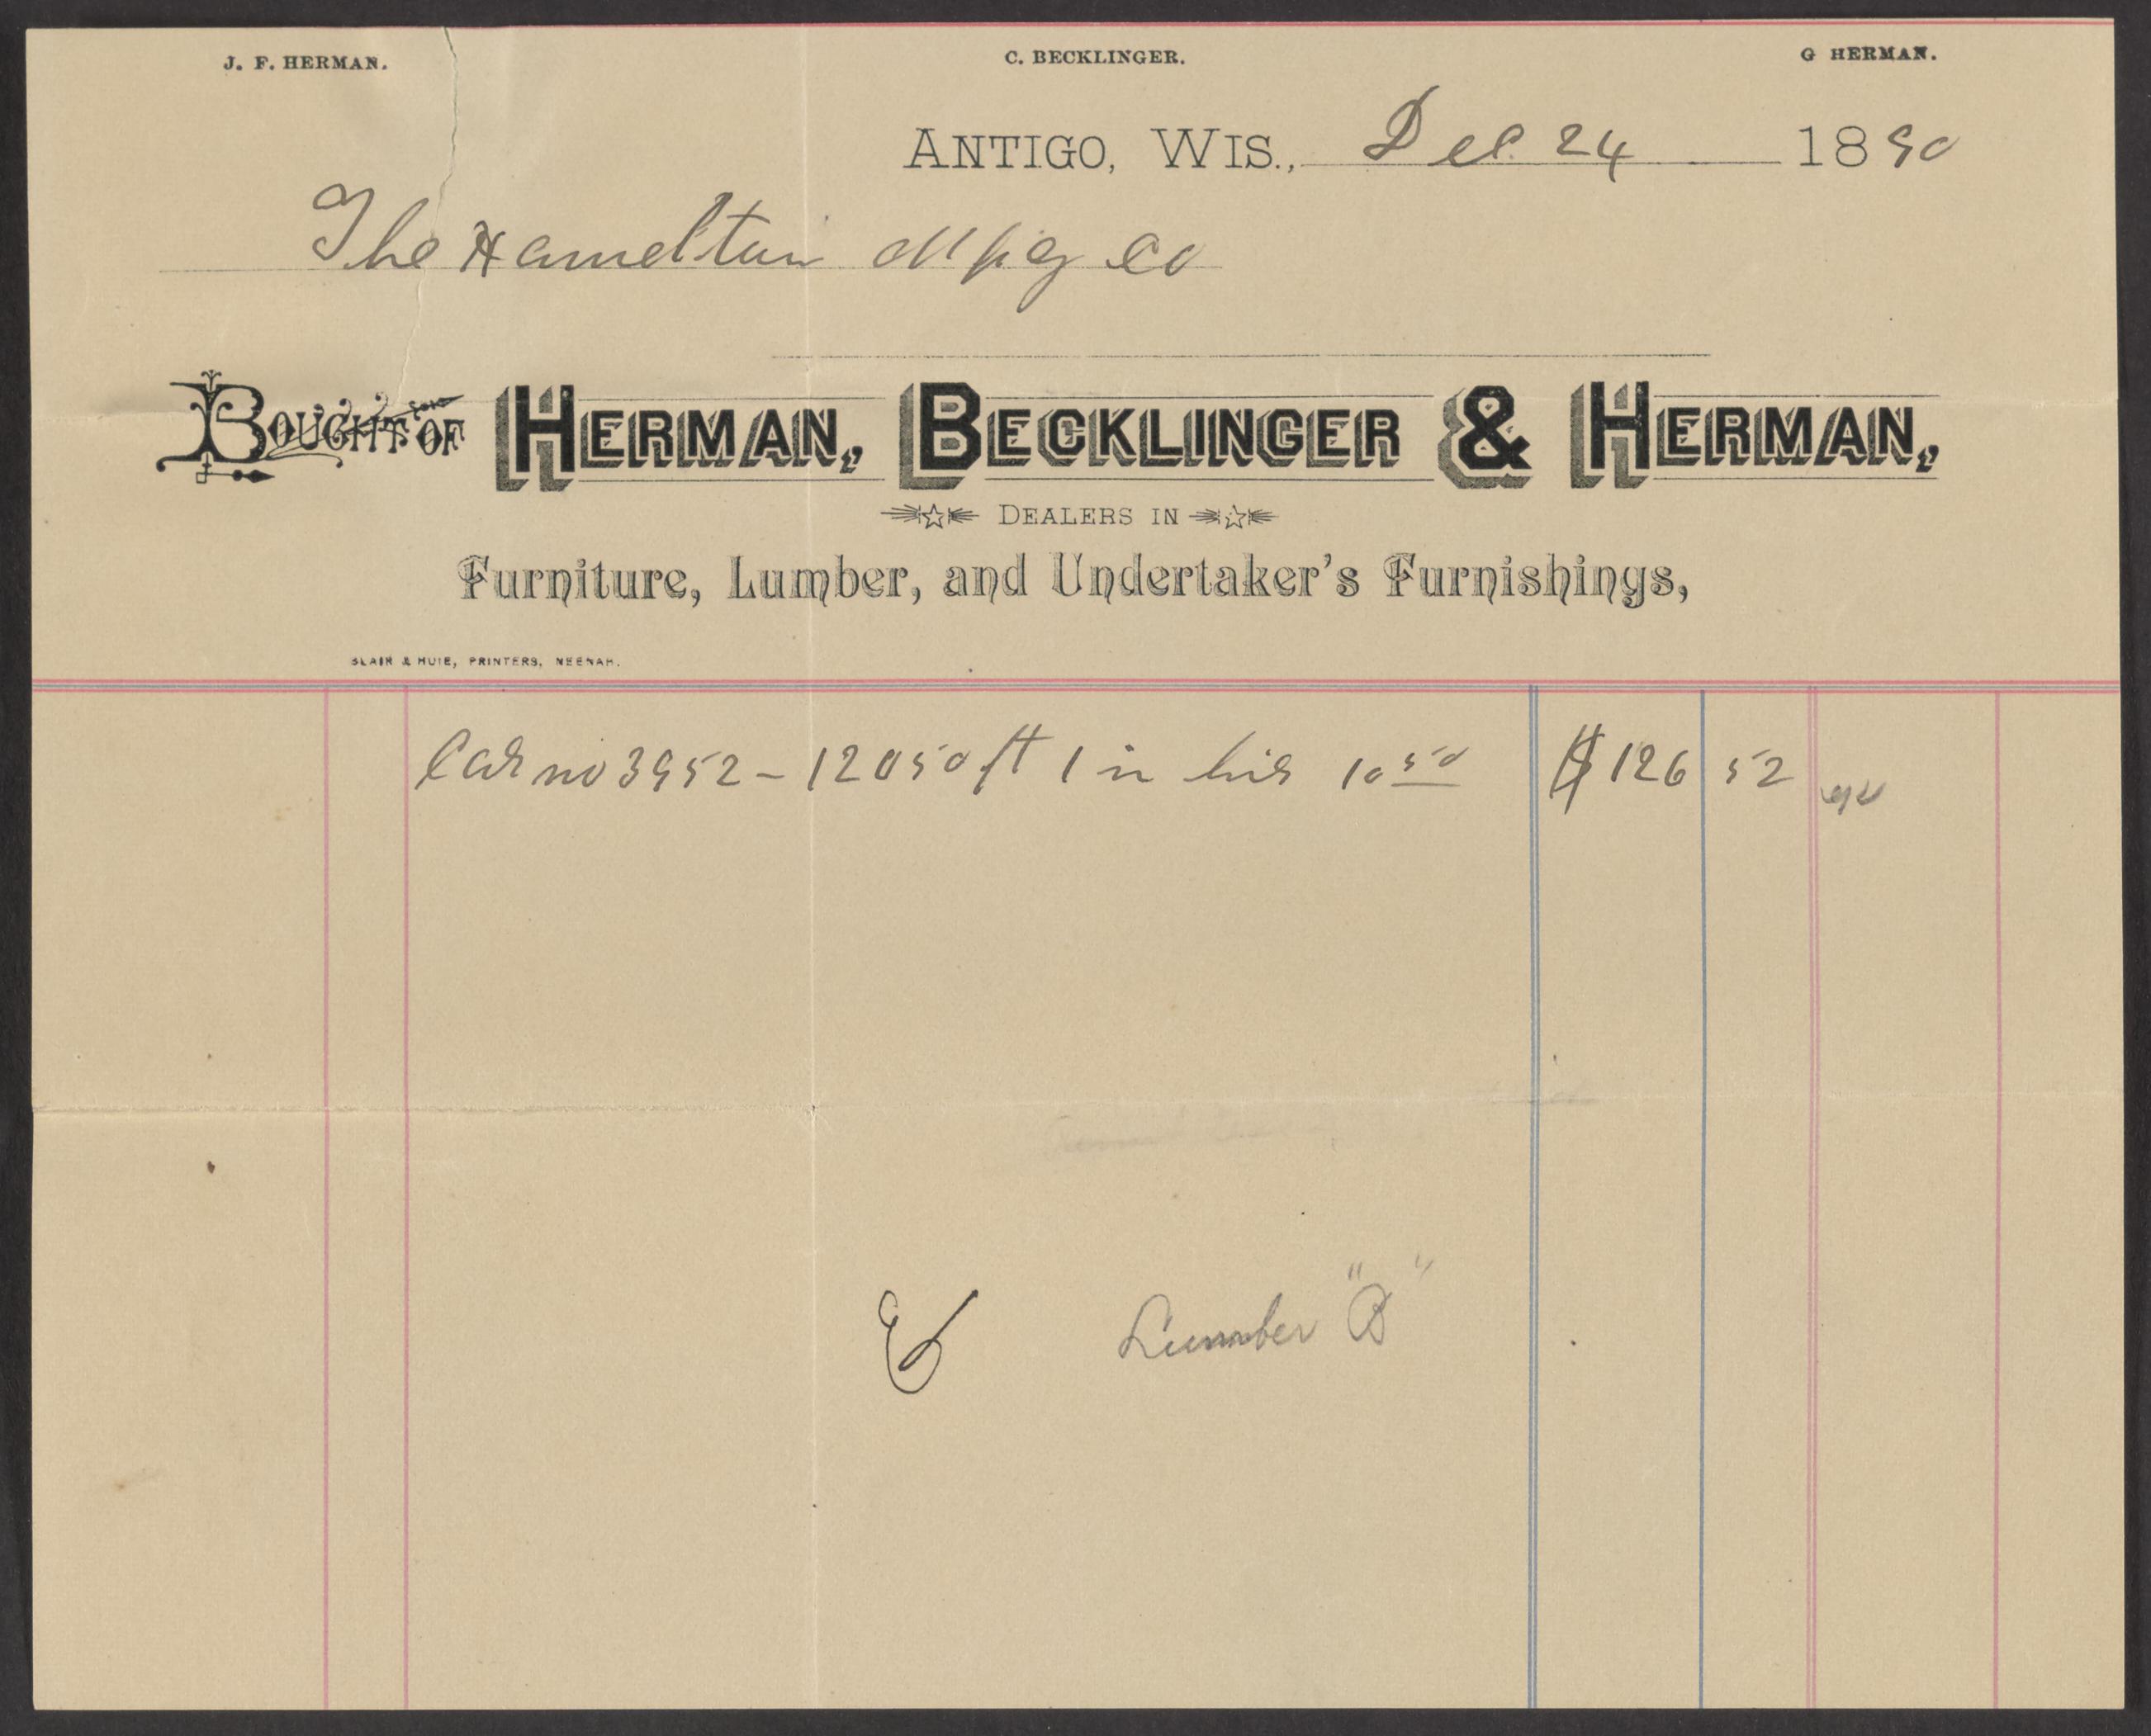 J. F. HERMAN. C. BECKLINGER. G HERMAN.
ANTIGO, WIS., Dec. 24 1890
The Hamelton Mfg Co
BOUGHT OF HERMAN, BECKLINGER & HERMAN,
DEALERS IN
Furniture, Lumber, and Undertaker's Furnishings,
BLAIR & HUIE, PRINTERS, NEENAH.
Car no 3952 - 12050 ft 1 in 10 50 $126 52
Lumber "B"